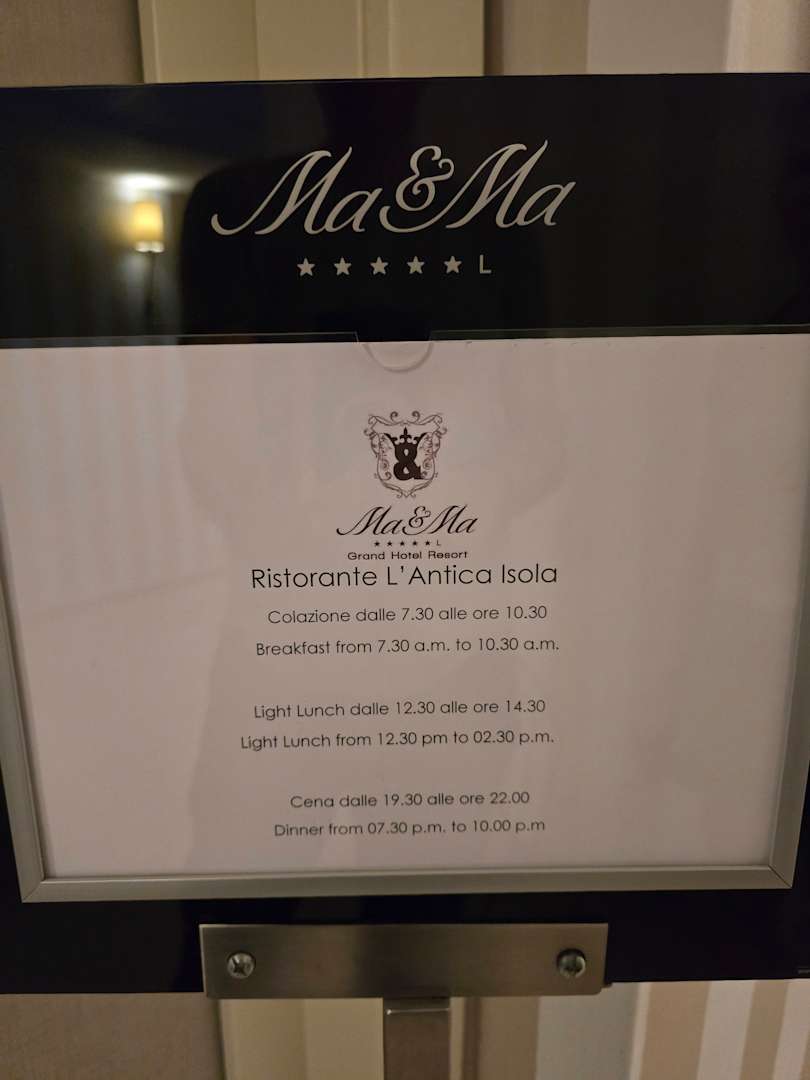 Ma&Ma
★★★★★L
&
Ma&Ma
★★★★★L
Grand Hotel Resort
Ristorante L'Antica Isola
Colazione dalle 7.30 alle ore 10.30
Breakfast from 7.30 a.m. to 10.30 a.m.
Light Lunch dalle 12.30 alle ore 14.30
Light Lunch from 12.30 pm to 02.30 p.m.
Cena dalle 19.30 alle ore 22.00
Dinner from 07.30 p.m. to 10.00 p.m